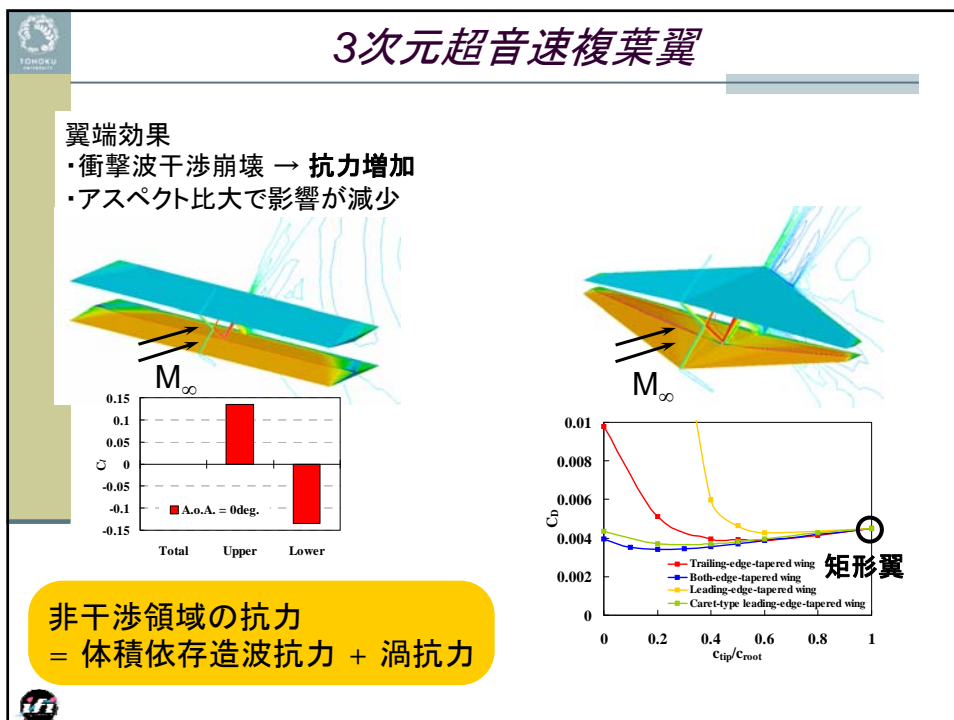 TOHOKU
UNIVERSITY
3次元超音速複葉翼
翼端効果
・衝撃波干渉崩壊 → 抗力増加
・アスペクト比大で影響が減少
M∞
M∞
0.15
0.1
0.05
0
-0.05
-0.1
-0.15
Cl
A.o.A. = 0deg.
Total Upper Lower
0.01
0.008
0.006
0.004
0.002
0
CD
Trailing-edge-tapered wing
Both-edge-tapered wing
Leading-edge-tapered wing
Caret-type leading-edge-tapered wing
矩形翼
0 0.2 0.4 0.6 0.8 1
ctip/croot
非干渉領域の抗力
= 体積依存造波抗力 + 渦抗力
ifi